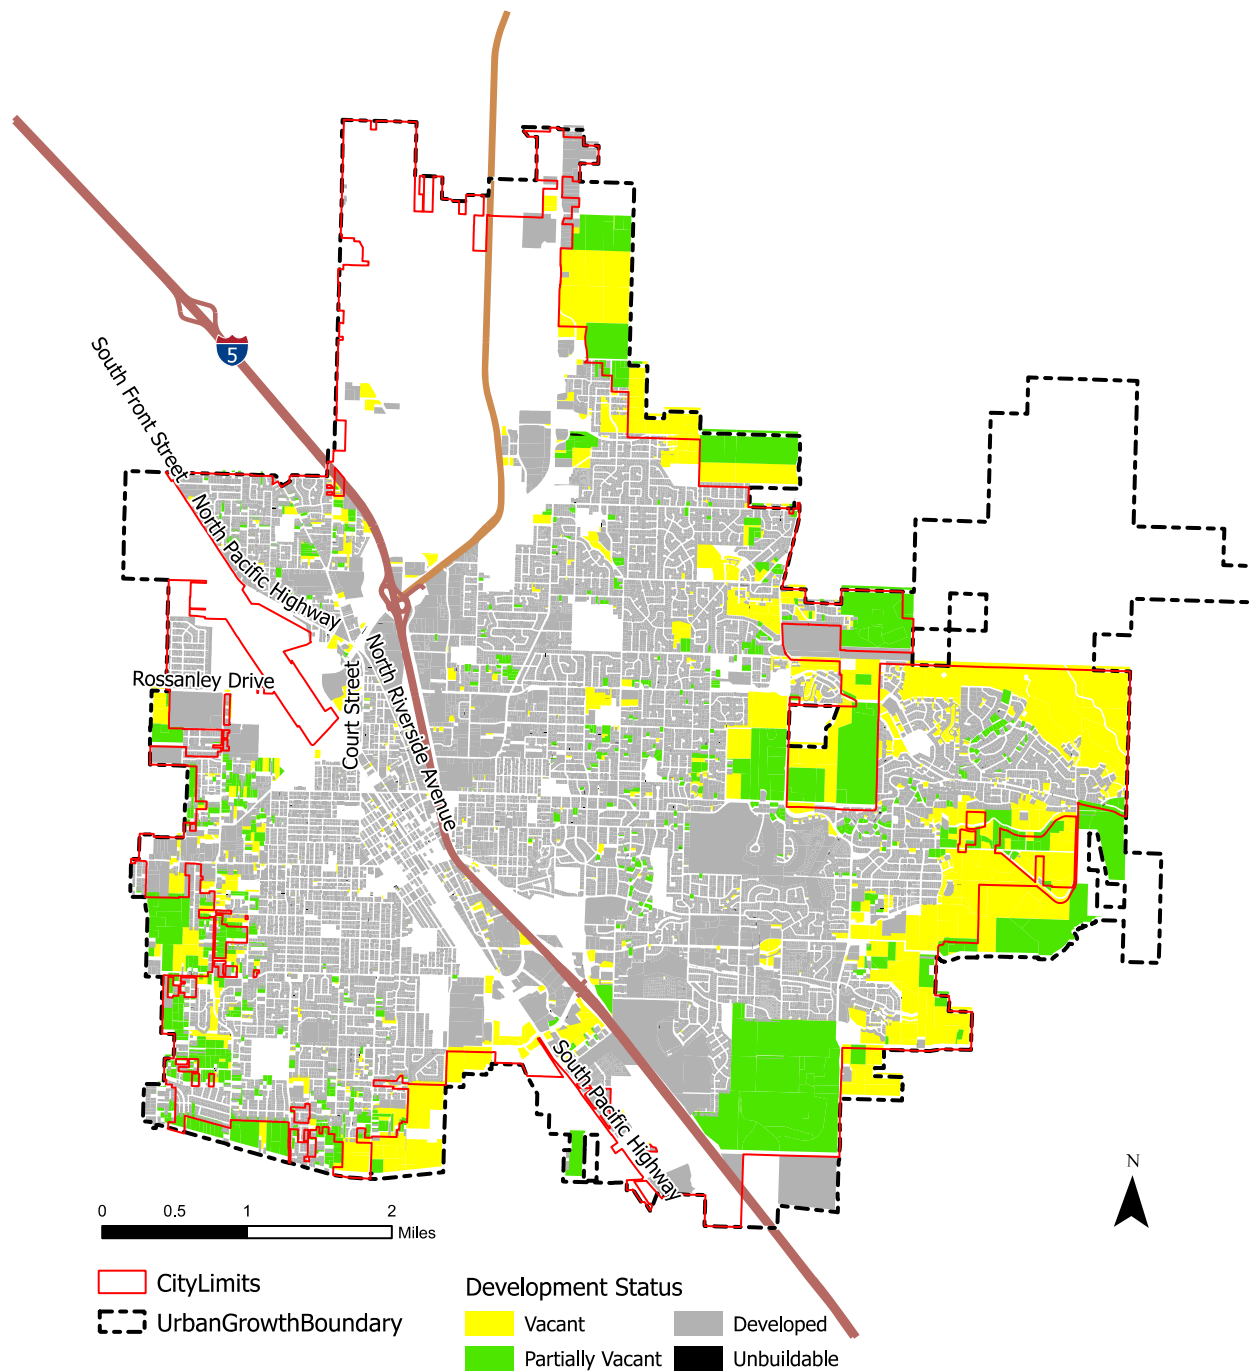 5
South Front Street
North Pacific Highway
Rossanley Drive
Court Street
North Riverside Avenue
South Pacific Highway
N
0 0.5 1 2
Miles
CityLimits
UrbanGrowthBoundary
Development Status
Vacant
Developed
Partially Vacant
Unbuildable